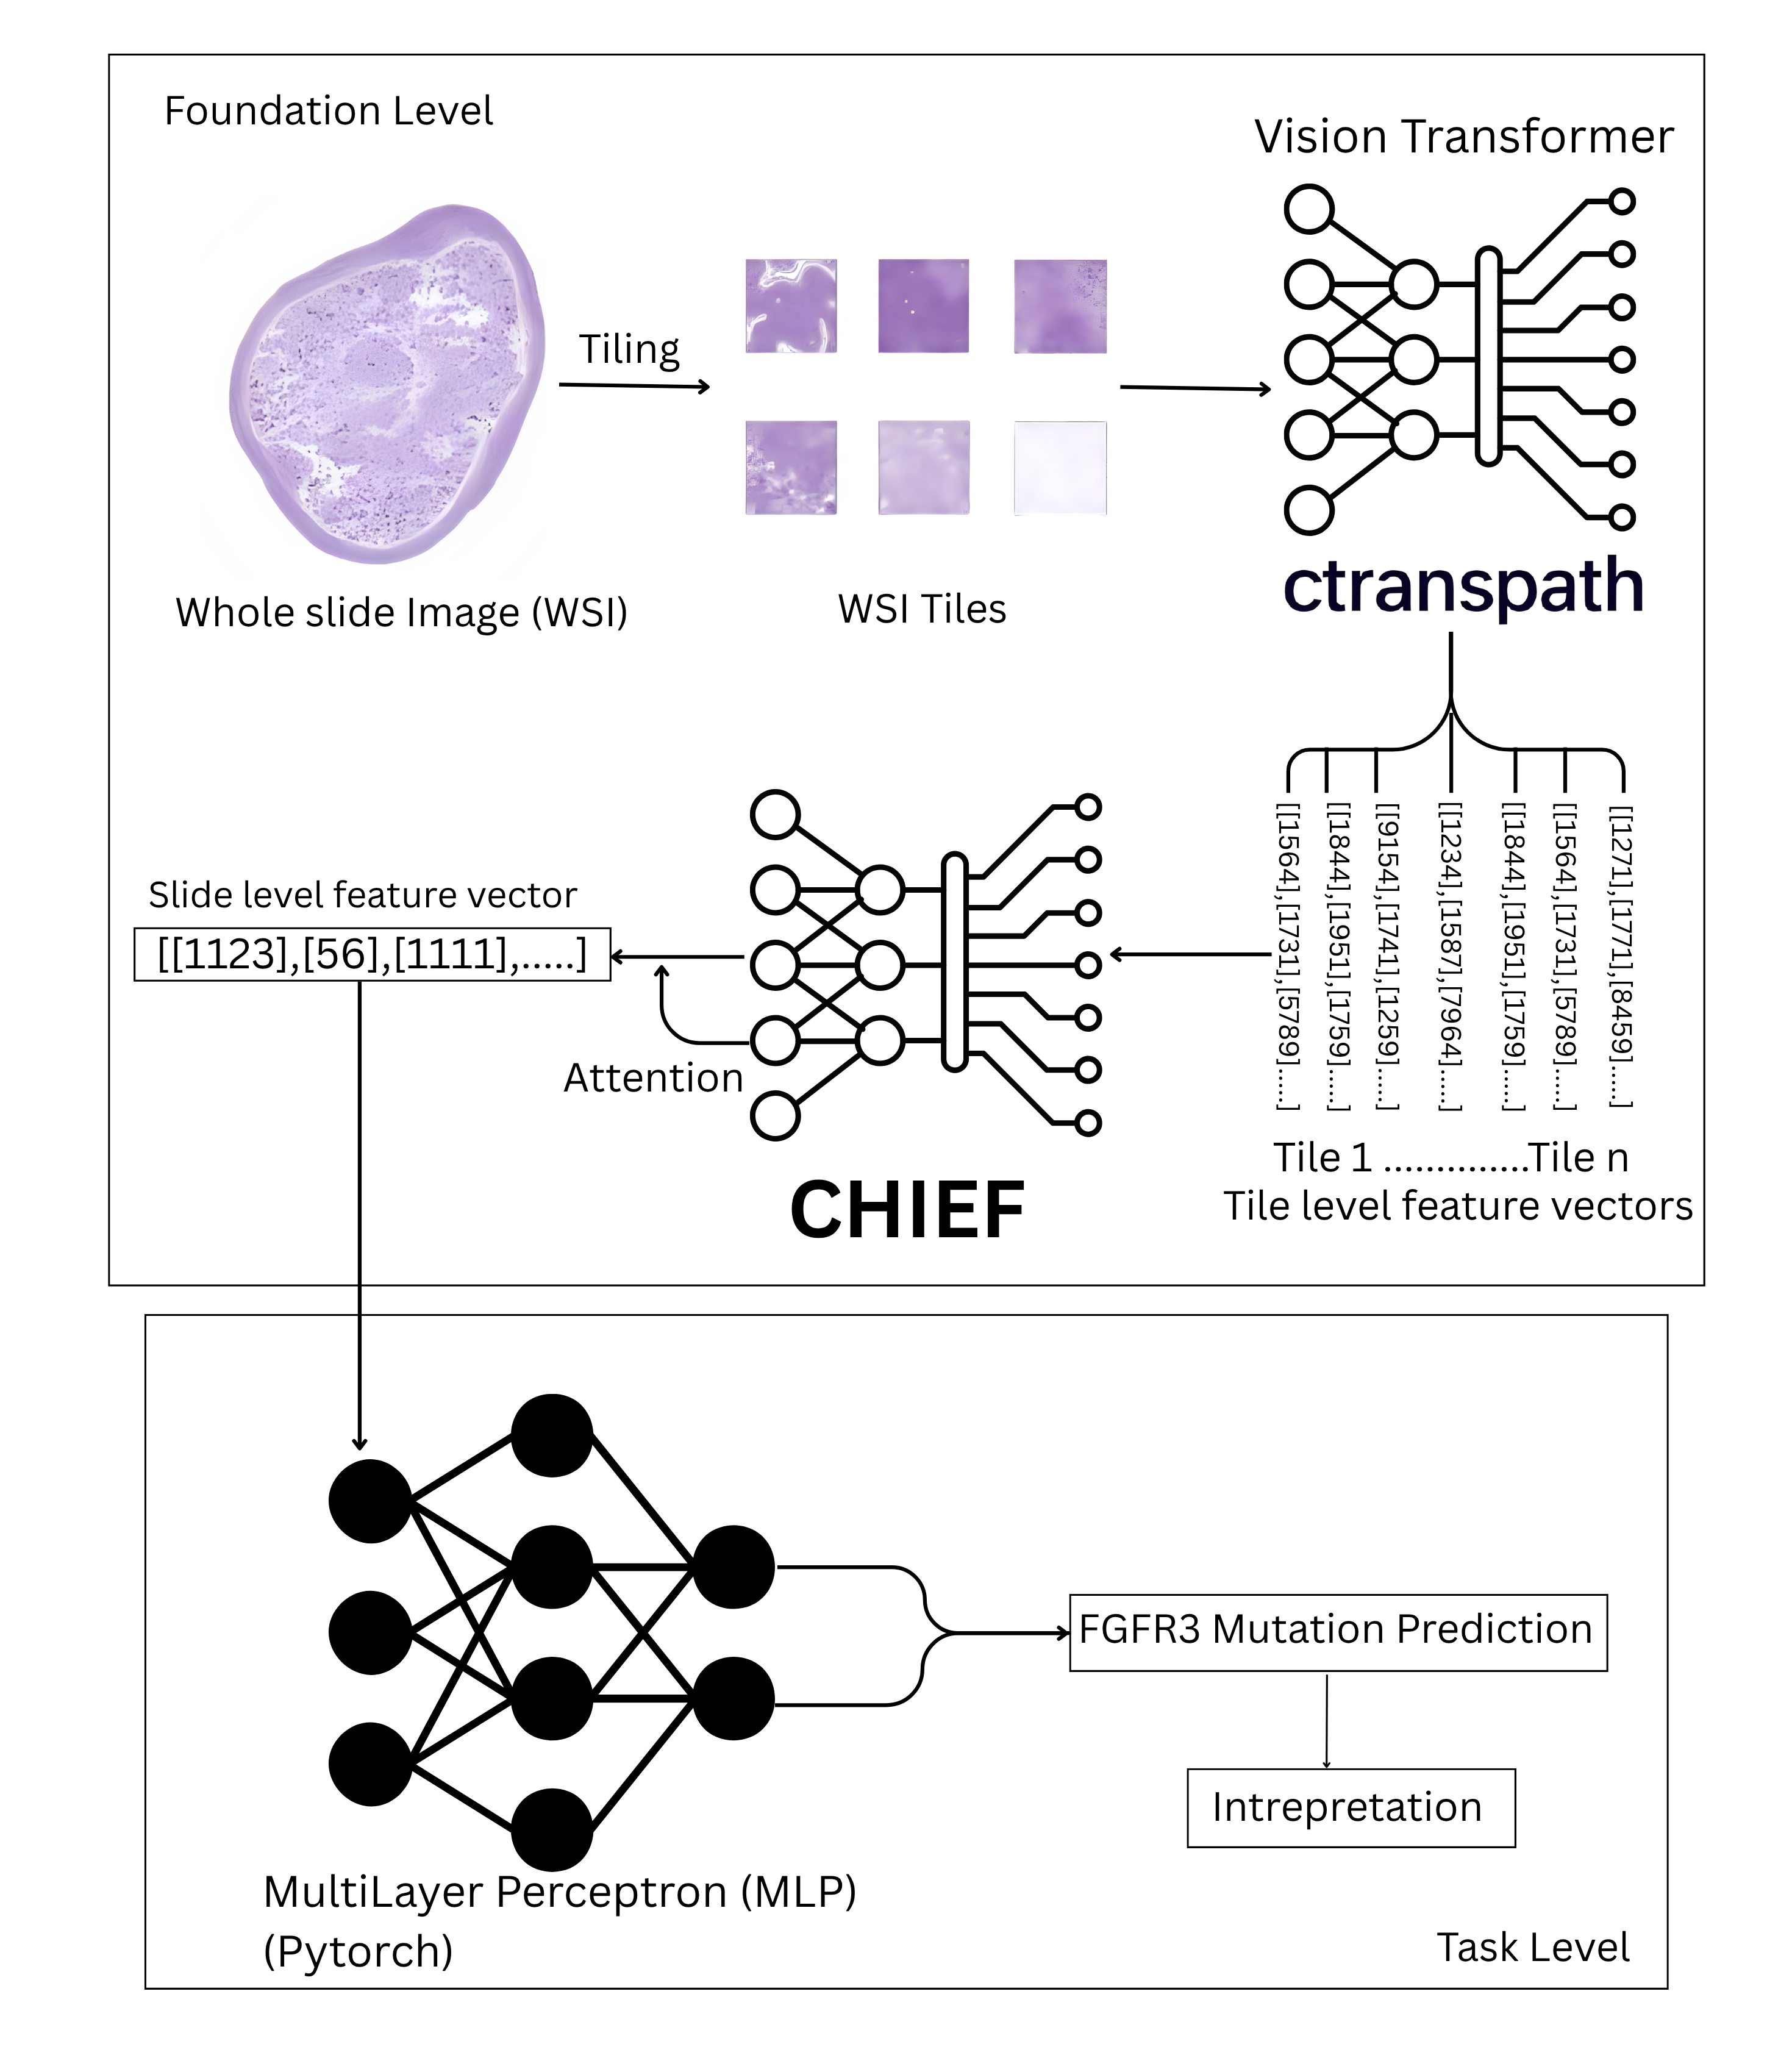 Foundation Level
Vision Transformer
Tiling
ctranspath
Whole slide Image (WSI)
WSI Tiles
[[1564],[1731],[5789].....]
[[1844],[1951],[1759].....]
[[9154],[1741],[1259].....]
[[1234],[1587],[7964].....]
[[1844],[1951],[1759].....]
[[1564],[1731],[5789].....]
[[1271],[1771],[8459].....]
Tile 1 ..............Tile n
Tile level feature vectors
Slide level feature vector
[[1123],[56],[1111],.....]
Attention
CHIEF
FGFR3 Mutation Prediction
Intrepretation
MultiLayer Perceptron (MLP)
(Pytorch)
Task Level